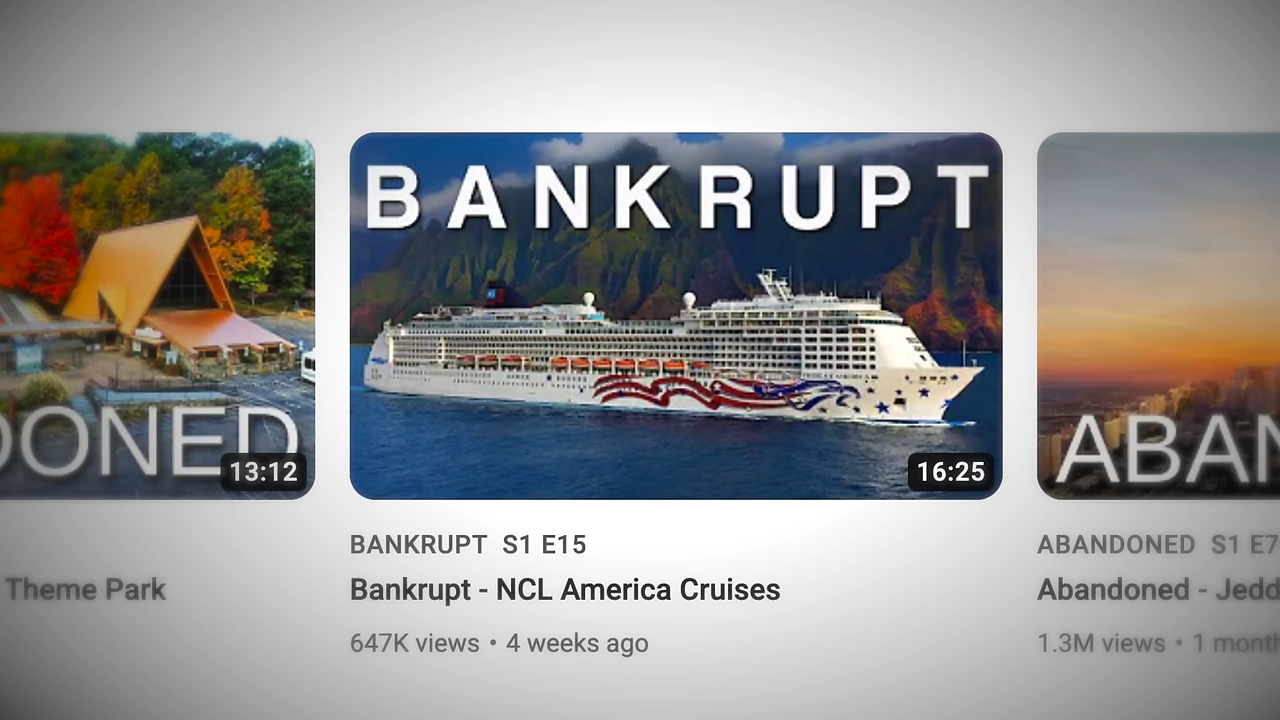 DONED
13:12
Theme Park
BANKRUPT
16:25
BANKRUPT S1 E15
Bankrupt - NCL America Cruises
647K views • 4 weeks ago
ABAN
ABANDONED S1 E7
Abandoned - Jedd
1.3M views • 1 month